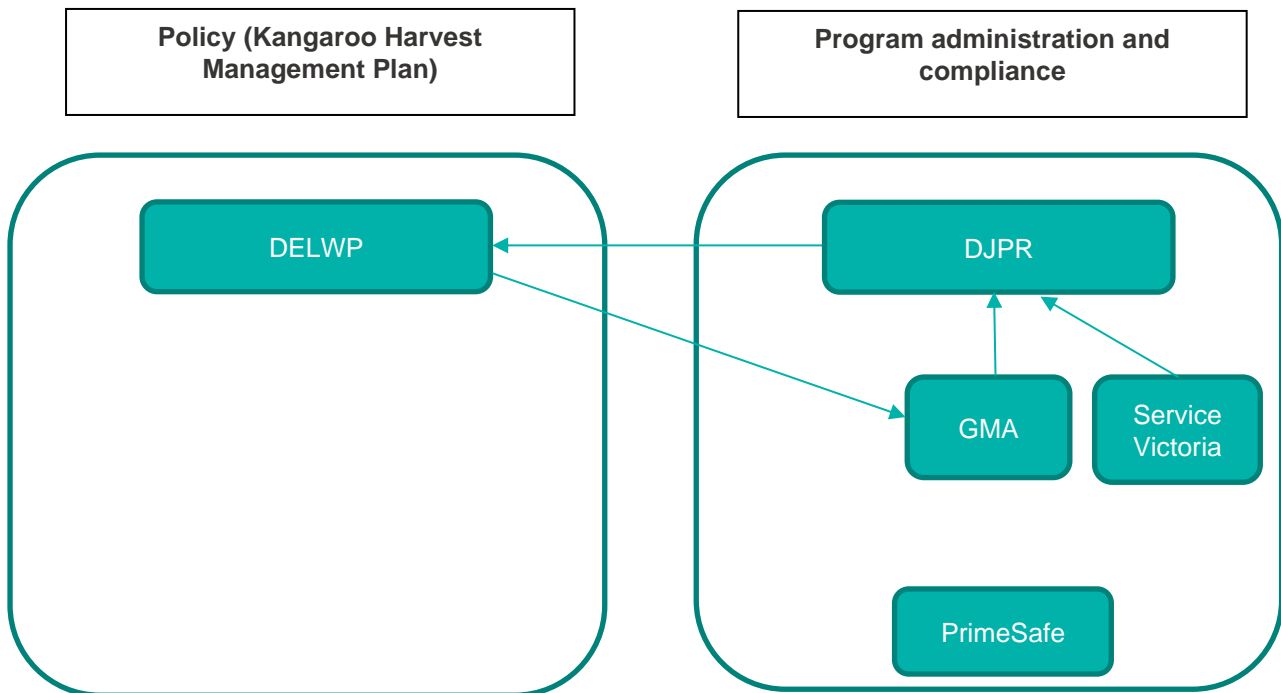 Policy (Kangaroo Harvest
Management Plan)
Program administration and
compliance
DELWP
DJPR
GMA
Service
Victoria
PrimeSafe